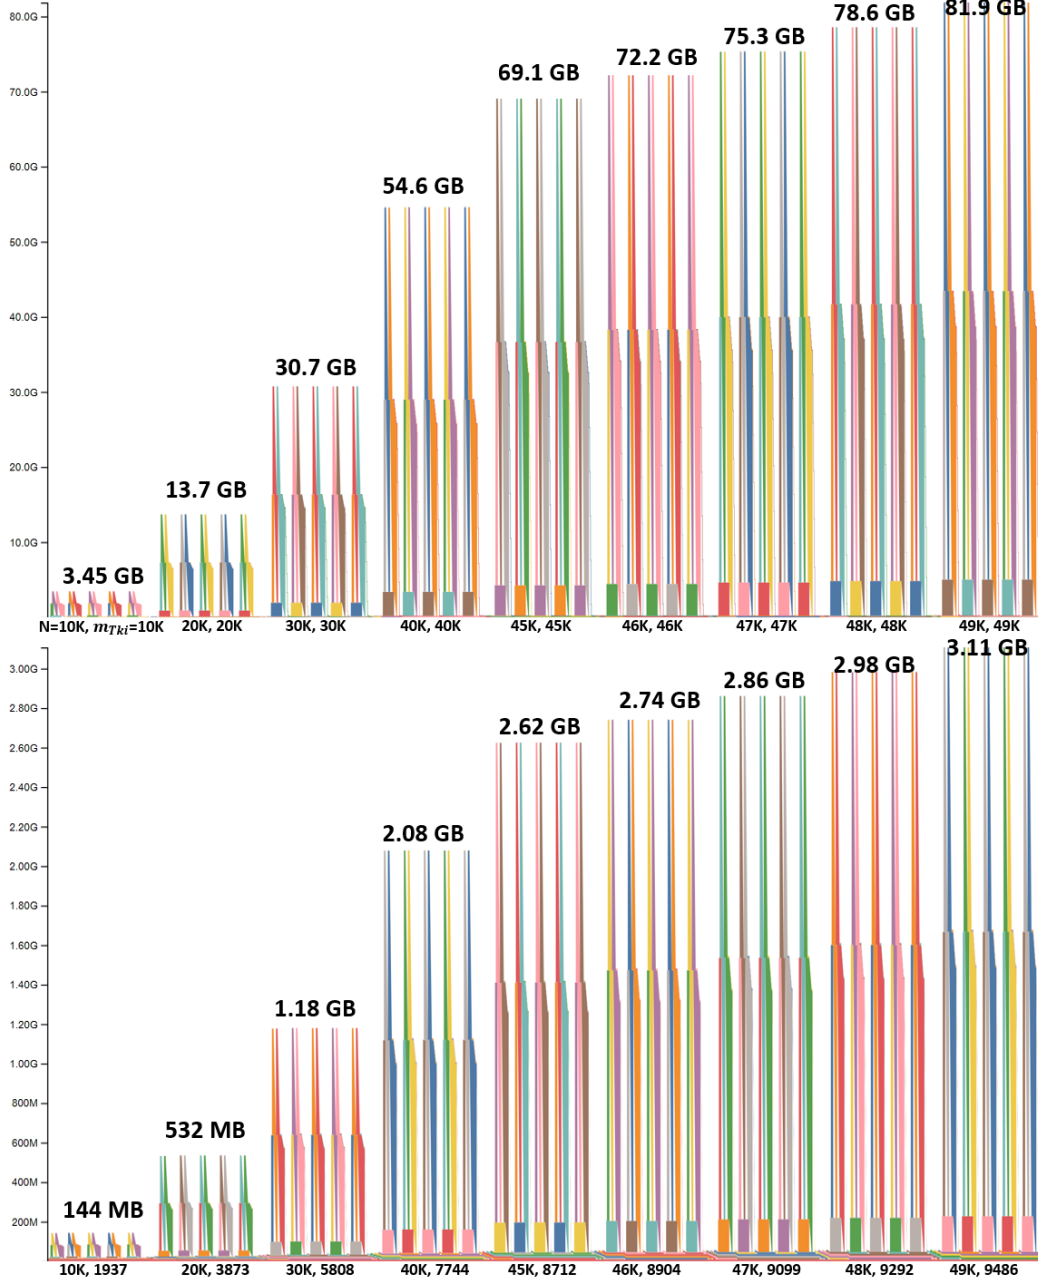 81.9 GB
80.0G
78.6 GB
75.3 GB
72.2 GB
69.1 GB
70.0G
60.0G
54.6 GB
50.0G
40.0G
30.7 GB
30.0G
20.0G
13.7 GB
10.0G
3.45 GB
N=10K, m_Tki=10K 20K, 20K 30K, 30K 40K, 40K 45K, 45K 46K, 46K 47K, 47K 48K, 48K 49K, 49K
3.11 GB
3.00G
2.98 GB
2.86 GB
2.80G
2.74 GB
2.62 GB
2.60G
2.40G
2.20G
2.08 GB
2.00G
1.80G
1.60G
1.40G
1.18 GB
1.20G
1.00G
800M
600M
532 MB
400M
144 MB
200M
10K, 1937 20K, 3873 30K, 5808 40K, 7744 45K, 8712 46K, 8904 47K, 9099 48K, 9292 49K, 9486